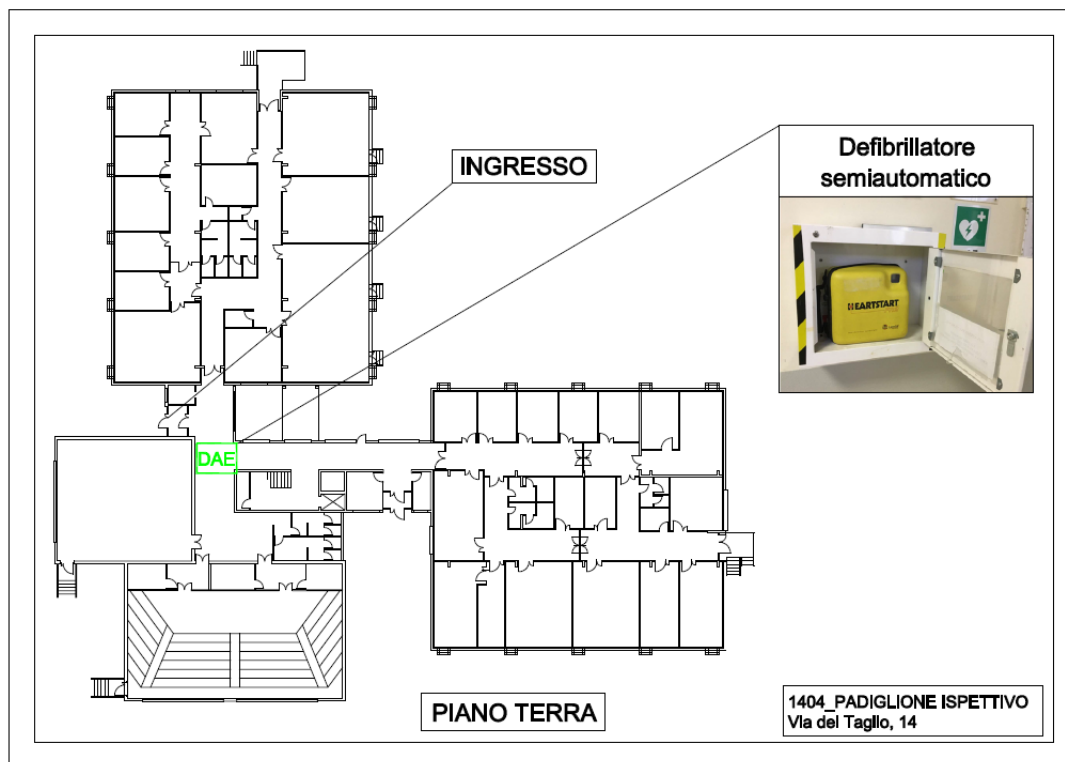 INGRESSO
Defibrillatore
semiautomatico
HEARTSTART
DAE
PIANO TERRA
1404_PADIGLIONE ISPETTIVO
Via del Taglio, 14